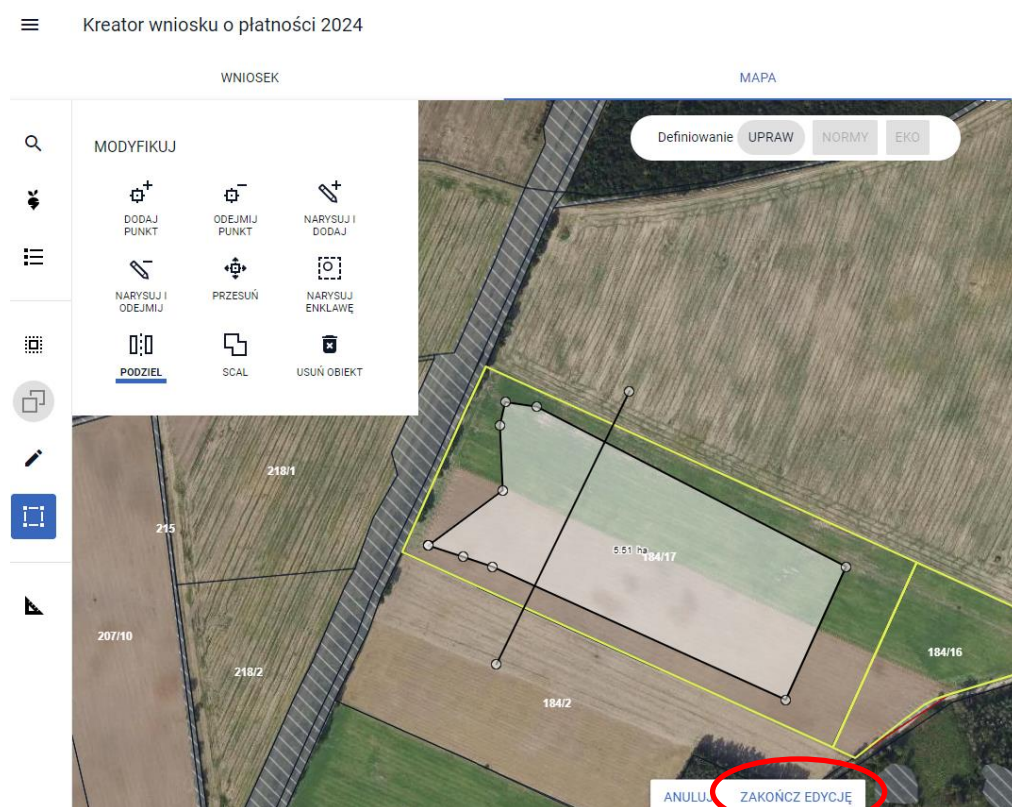 Kreator wniosku o płatności 2024
WNIOSEK
MAPA
MODYFIKUJ
Definiowanie UPRAW NORMY EKO
DODAJ
PUNKT
ODEJMIJ
PUNKT
NARYSUJ I
DODAJ
NARYSUJ I
ODEJMIJ
PRZESUŃ
NARYSUJ
ENKLAWĘ
PODZIEL
SCAL
USUŃ OBIEKT
218/1
215
5.51 ha
184/17
207/10
218/2
184/16
184/2
ANULUJ
ZAKOŃCZ EDYCJĘ